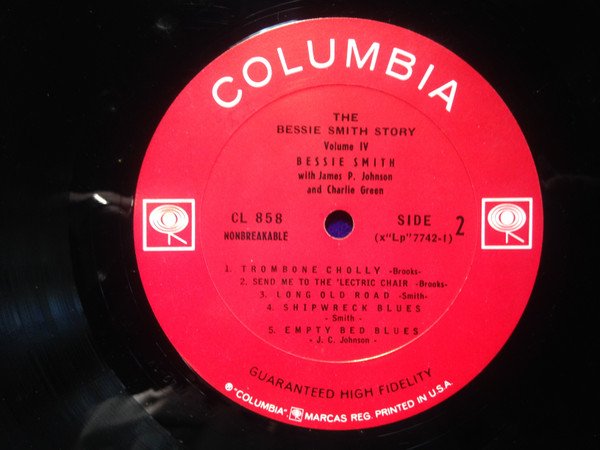 COLUMBIA
THE
BESSIE SMITH STORY
Volume IV
BESSIE SMITH
with James P. Johnson
and Charlie Green
CL 858
NONBREAKABLE
SIDE 2
(x"Lp"7742-1)
1. TROMBONE CHOLLY -Brooks-
2. SEND ME TO THE 'LECTRIC CHAIR -Brooks-
3. LONG OLD ROAD -Smith-
4. SHIPWRECK BLUES
- Smith -
5. EMPTY BED BLUES
- J. C. Johnson -
GUARANTEED HIGH FIDELITY
® "COLUMBIA", MARCAS REG. PRINTED IN U.S.A.